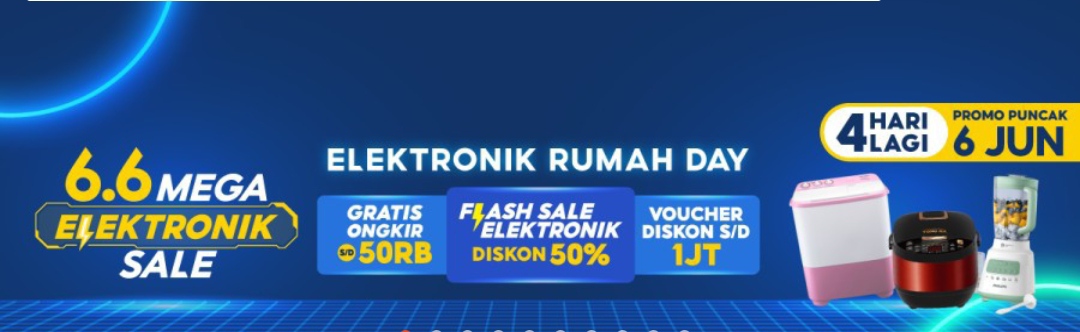 6.6 MEGA
ELEKTRONIK
SALE
ELEKTRONIK RUMAH DAY
GRATIS
ONGKIR
S/D 50RB
FLASH SALE
ELEKTRONIK
DISKON 50%
VOUCHER
DISKON S/D
1JT
4 HARI
LAGI
PROMO PUNCAK
6 JUN